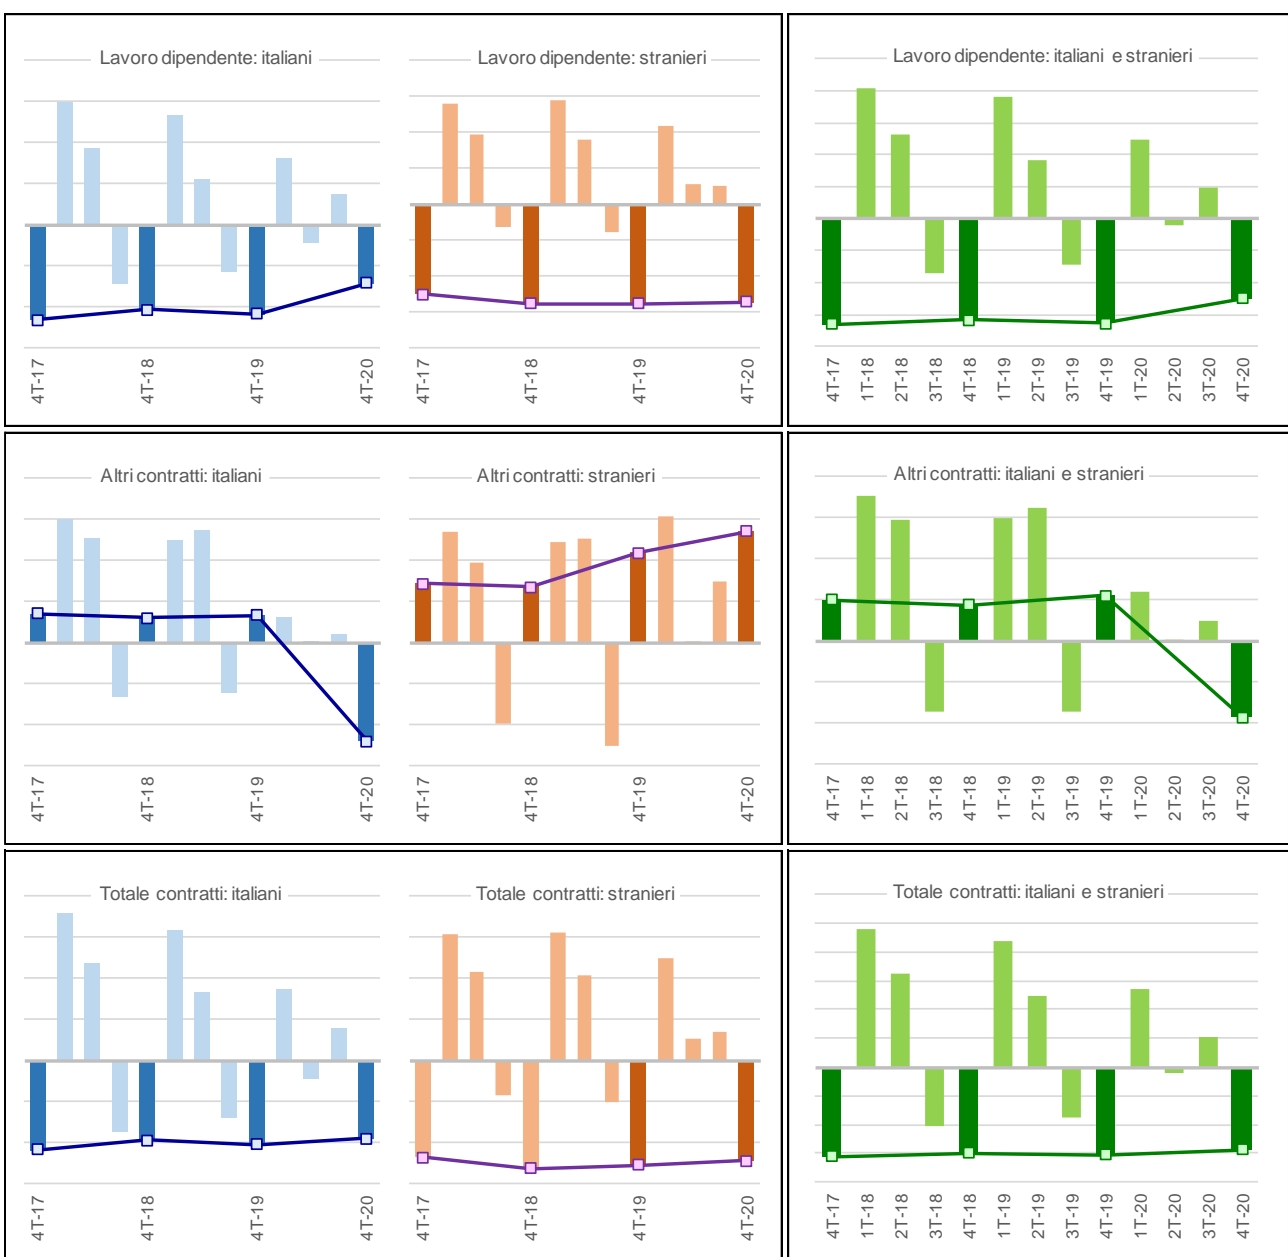 Lavoro dipendente: italiani
4T-17
4T-18
4T-19
4T-20
Lavoro dipendente: stranieri
4T-17
4T-18
4T-19
4T-20
Lavoro dipendente: italiani e stranieri
4T-17
1T-18
2T-18
3T-18
4T-18
1T-19
2T-19
3T-19
4T-19
1T-20
2T-20
3T-20
4T-20
Altri contratti: italiani
4T-17
4T-18
4T-19
4T-20
Altri contratti: stranieri
4T-17
4T-18
4T-19
4T-20
Altri contratti: italiani e stranieri
4T-17
1T-18
2T-18
3T-18
4T-18
1T-19
2T-19
3T-19
4T-19
1T-20
2T-20
3T-20
4T-20
Totale contratti: italiani
4T-17
4T-18
4T-19
4T-20
Totale contratti: stranieri
4T-17
4T-18
4T-19
4T-20
Totale contratti: italiani e stranieri
4T-17
1T-18
2T-18
3T-18
4T-18
1T-19
2T-19
3T-19
4T-19
1T-20
2T-20
3T-20
4T-20